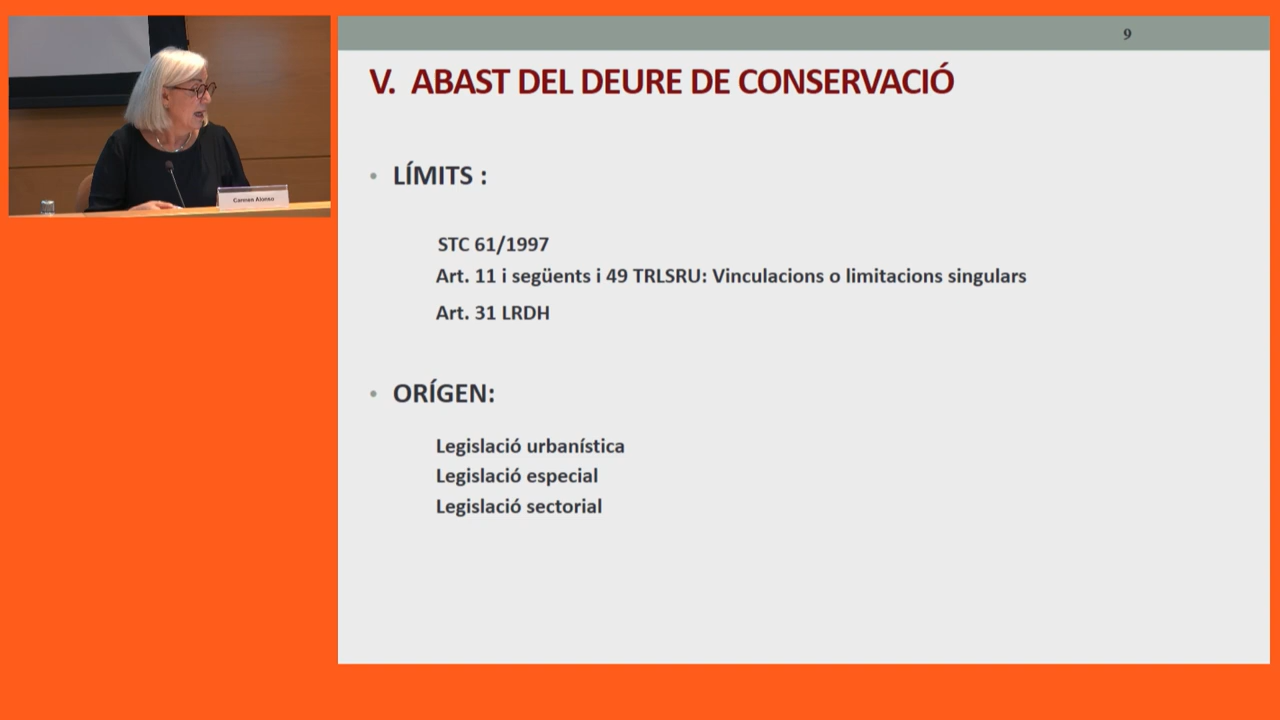 Carmen Alonso
9
V. ABAST DEL DEURE DE CONSERVACIÓ
• LÍMITS :
STC 61/1997
Art. 11 i següents i 49 TRLSRU: Vinculacions o limitacions singulars
Art. 31 LRDH
• ORÍGEN:
Legislació urbanística
Legislació especial
Legislació sectorial